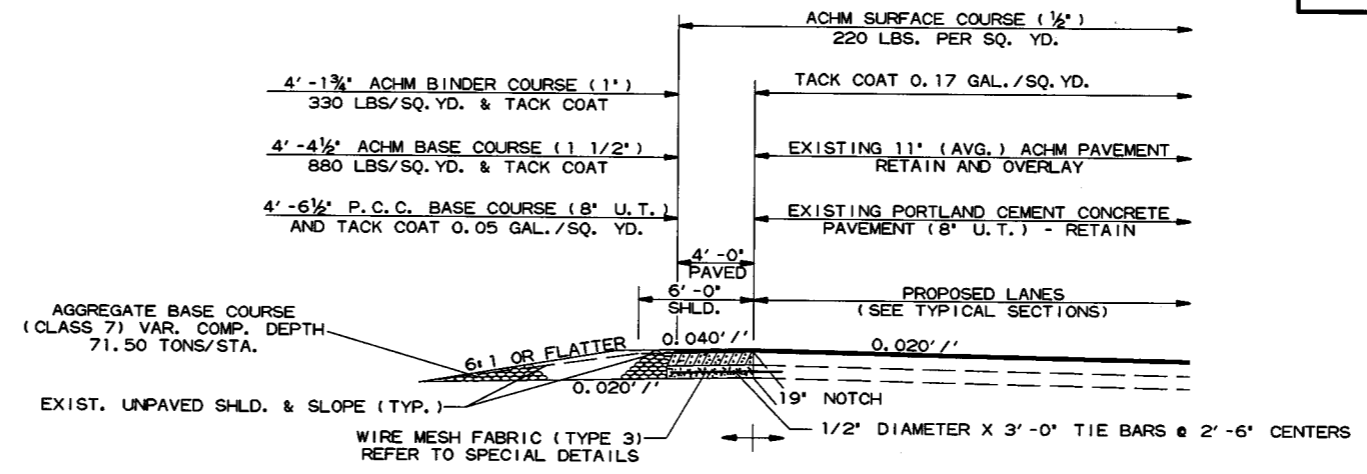 ACHM SURFACE COURSE (½")
220 LBS. PER SQ. YD.
4'-1¾" ACHM BINDER COURSE (1")
330 LBS/SQ. YD. & TACK COAT
TACK COAT 0.17 GAL./SQ. YD.
4'-4½" ACHM BASE COURSE (1 1/2")
880 LBS/SQ. YD. & TACK COAT
EXISTING 11" (AVG.) ACHM PAVEMENT
RETAIN AND OVERLAY
4'-6½" P.C.C. BASE COURSE (8" U.T.)
AND TACK COAT 0.05 GAL./SQ. YD.
EXISTING PORTLAND CEMENT CONCRETE
PAVEMENT (8" U.T.) - RETAIN
4'-0"
PAVED
6'-0"
SHLD.
PROPOSED LANES
(SEE TYPICAL SECTIONS)
AGGREGATE BASE COURSE
(CLASS 7) VAR. COMP. DEPTH
71.50 TONS/STA.
6:1 OR FLATTER
0.040'/'
0.020'/'
0.020'/'
EXIST. UNPAVED SHLD. & SLOPE (TYP.)
19" NOTCH
WIRE MESH FABRIC (TYPE 3)
REFER TO SPECIAL DETAILS
1/2" DIAMETER X 3'-0" TIE BARS @ 2'-6" CENTERS